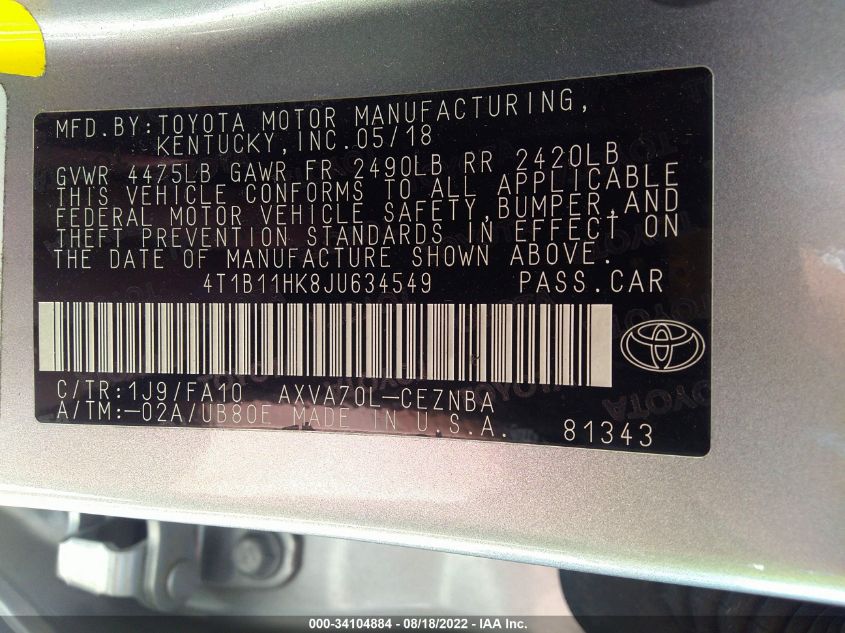 MFD.BY:TOYOTA MOTOR MANUFACTURING,
KENTUCKY,INC.05/18
GVWR 4475LB GAWR FR 2490LB RR 2420LB
THIS VEHICLE CONFORMS TO ALL APPLICABLE
FEDERAL MOTOR VEHICLE SAFETY,BUMPER,AND
THEFT PREVENTION STANDARDS IN EFFECT ON
THE DATE OF MANUFACTURE SHOWN ABOVE.
4T1B11HK8JU634549 PASS.CAR
C/TR:1J9/FA10 AXVA70L-CEZNBA
A/TM:-02A/UB80E MADE IN U.S.A. 81343
000-34104884 / 08/18/2022 - IAA Inc.